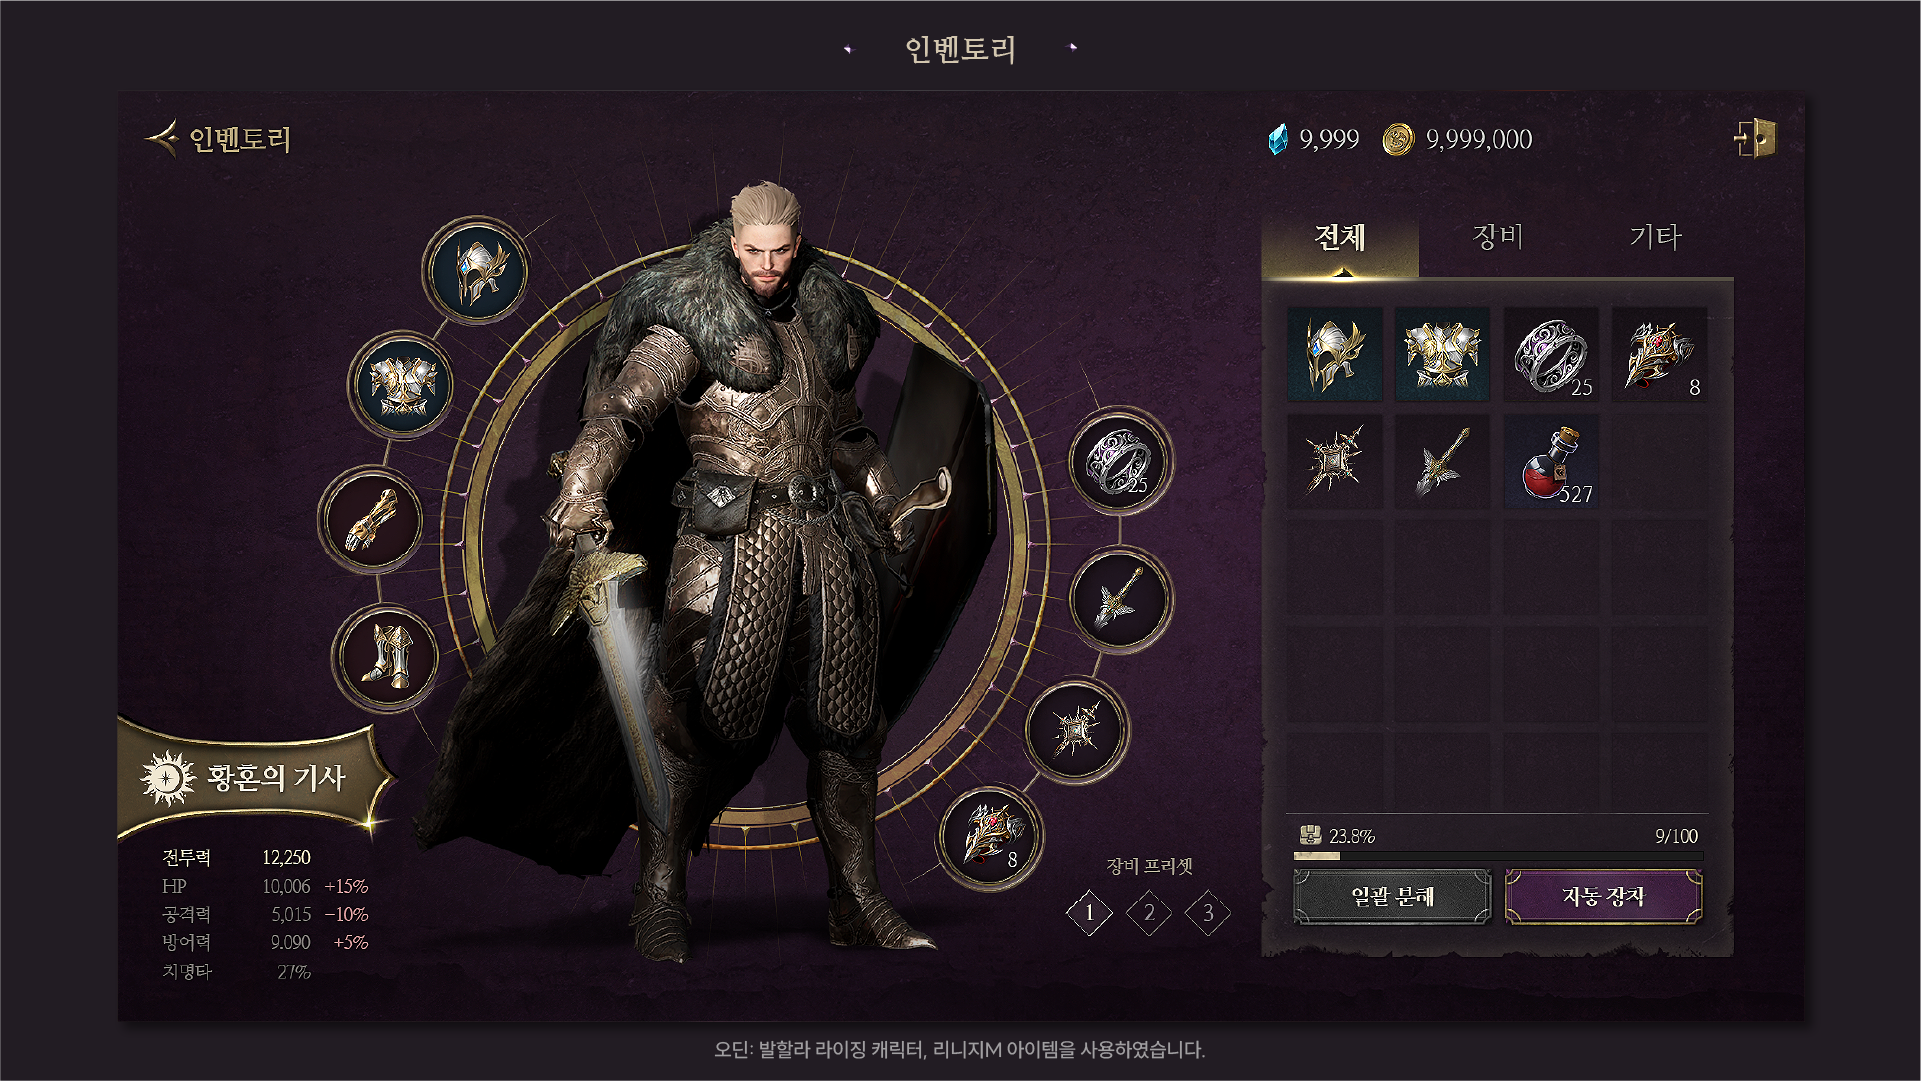 인벤토리
인벤토리
9,999
9,999,000
전체
장비
기타
25
8
527
25
8
황혼의 기사
전투력 12,250
HP 10,006 +15%
공격력 5,015 -10%
방어력 9.090 +5%
치명타 27%
장비 프리셋
1 2 3
23.8% 9/100
일괄 분해
자동 장착
오딘: 발할라 라이징 캐릭터, 리니지M 아이템을 사용하였습니다.